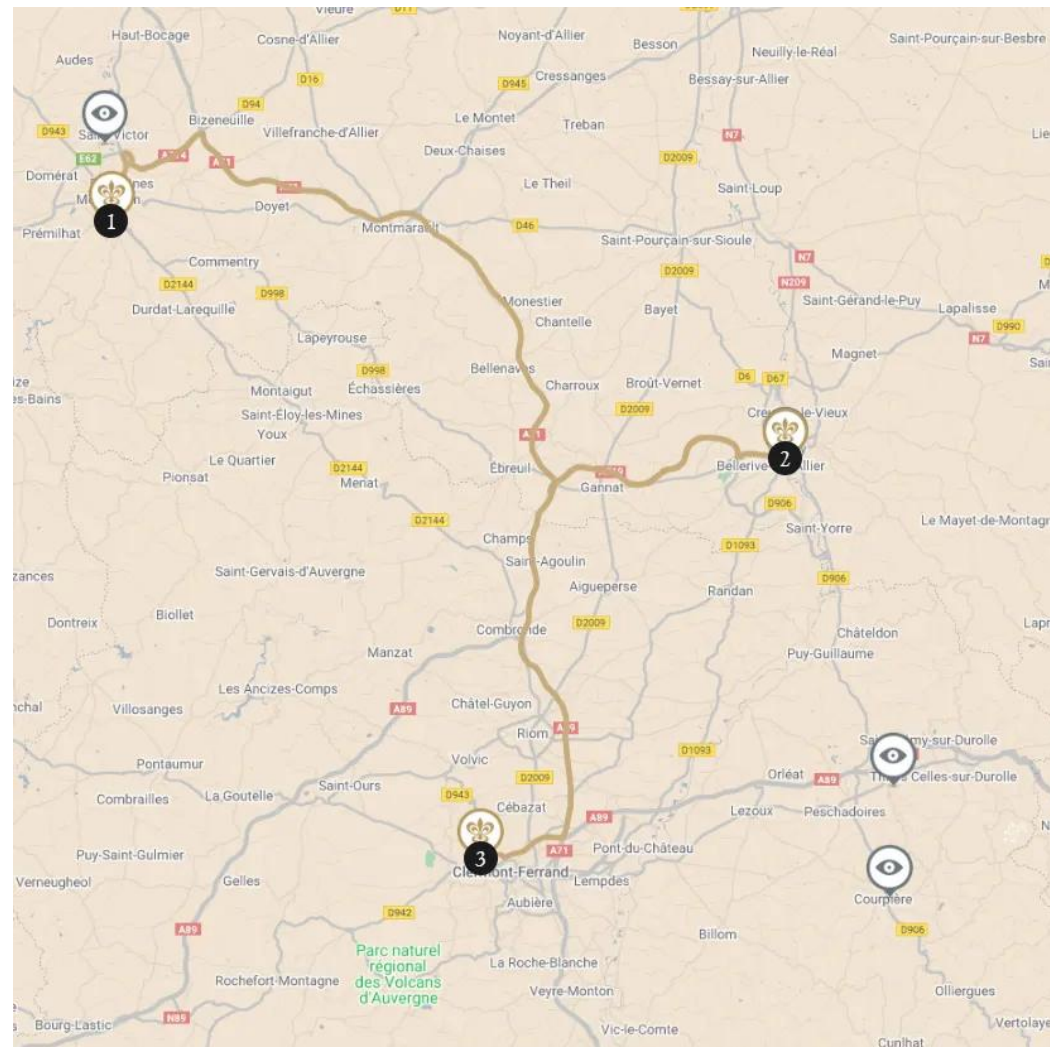 Vieure
D11
Haut-Bocage
Cosne-d'Allier
Noyant-d'Allier
Besson
Neuilly-le-Réal
Saint-Pourçain-sur-Besbre
Audes
D16
D945
Cressanges
Bessay-sur-Allier
D94
Le Montet
Treban
D943
Bizeneuille
Villefranche-d'Allier
N7
E62
A71
Deux-Chaises
D2009
Domérat
Le Theil
Saint-Loup
1
Doyet
Prémilhat
Montmarault
D46
Saint-Pourçain-sur-Sioule
Commentry
N7
D2144
D998
D2009
N209
Durdat-Larequille
Monestier
Chantelle
Bayet
Saint-Gérand-le-Puy
Lapalisse
D990
Lapeyrouse
N7
Magnet
D998
Bellenaves
Montaigut
Échassières
Charroux
Broût-Vernet
D6
D67
Saint-Éloy-les-Mines
D2009
Youx
Le Quartier
Pionsat
D2144
Ébreuil
2
Menat
Gannat
D906
D2144
Saint-Yorre
Le Mayet-de-Montagn
Champs
D1093
Saint-Agoulin
Saint-Gervais-d'Auvergne
D906
Aigueperse
Randan
Biollet
Dontreix
Combronde
D2009
Châteldon
Manzat
Puy-Guillaume
Les Ancizes-Comps
Villosanges
A89
Châtel-Guyon
Riom
D1093
Volvic
Pontaumur
D2009
Orléat
A89
Celles-sur-Durolle
Saint-Ours
D943
Combrailles
La Goutelle
Cébazat
A89
Lezoux
Peschadoires
3
A71
Pont-du-Château
Puy-Saint-Gulmier
Clermont-Ferrand
Verneugheol
Gelles
Lempdes
Aubière
Courpière
D942
A89
D906
Billom
Parc naturel
régional
des Volcans
d'Auvergne
La Roche-Blanche
Rochefort-Montagne
Olliergues
Veyre-Monton
N89
Bourg-Lastic
Vic-le-Comte
Vertolaye
Cunlhat